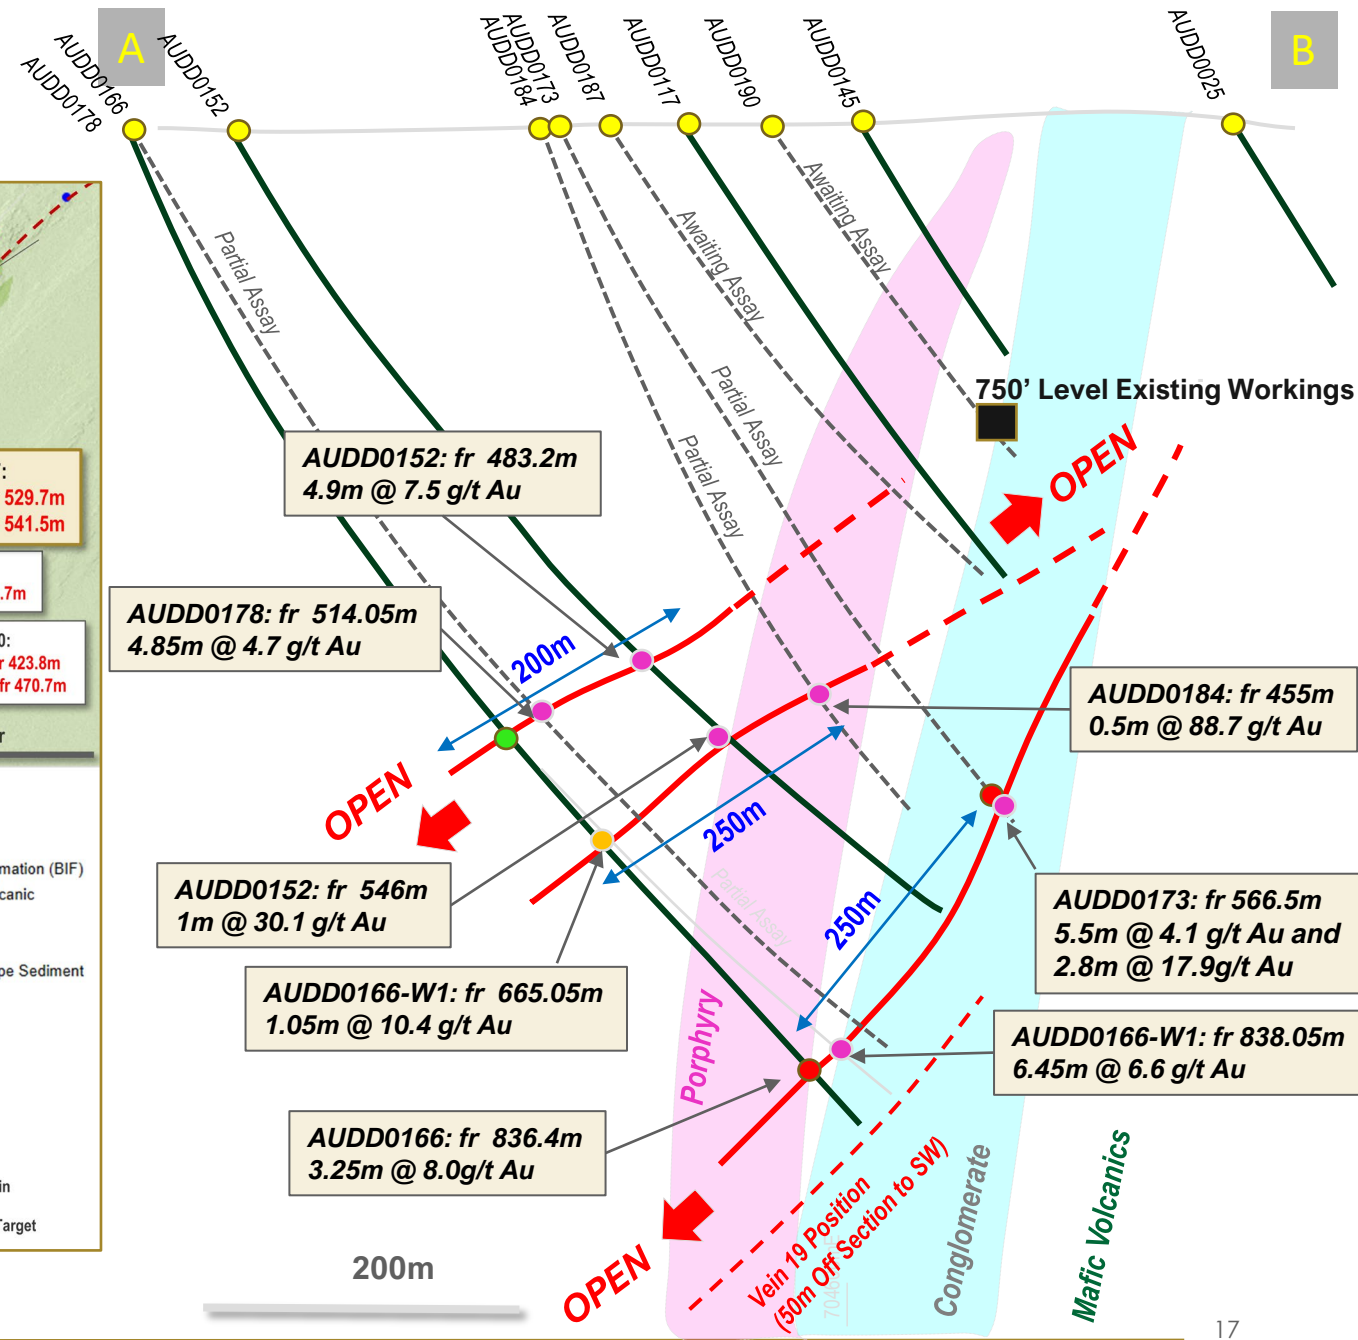 A
B
AUDD0178
AUDD0166
AUDD0152
AUDD0184
AUDD0173
AUDD0187
AUDD0117
AUDD0190
AUDD0145
AUDD0025
Partial Assay
Awaiting Assay
Awaiting Assay
Partial Assay
Partial Assay
Partial Assay
750' Level Existing Workings
OPEN
AUDD0152: fr 483.2m
4.9m @ 7.5 g/t Au
529.7m
541.5m
.7m
0:
r 423.8m
fr 470.7m
r
AUDD0178: fr 514.05m
4.85m @ 4.7 g/t Au
200m
AUDD0184: fr 455m
0.5m @ 88.7 g/t Au
OPEN
250m
250m
mation (BIF)
canic
pe Sediment
in
Target
AUDD0152: fr 546m
1m @ 30.1 g/t Au
AUDD0173: fr 566.5m
5.5m @ 4.1 g/t Au and
2.8m @ 17.9g/t Au
AUDD0166-W1: fr 665.05m
1.05m @ 10.4 g/t Au
AUDD0166-W1: fr 838.05m
6.45m @ 6.6 g/t Au
Porphyry
AUDD0166: fr 836.4m
3.25m @ 8.0g/t Au
Vein 19 Position
(50m Off Section to SW)
Conglomerate
Mafic Volcanics
OPEN
200m
17